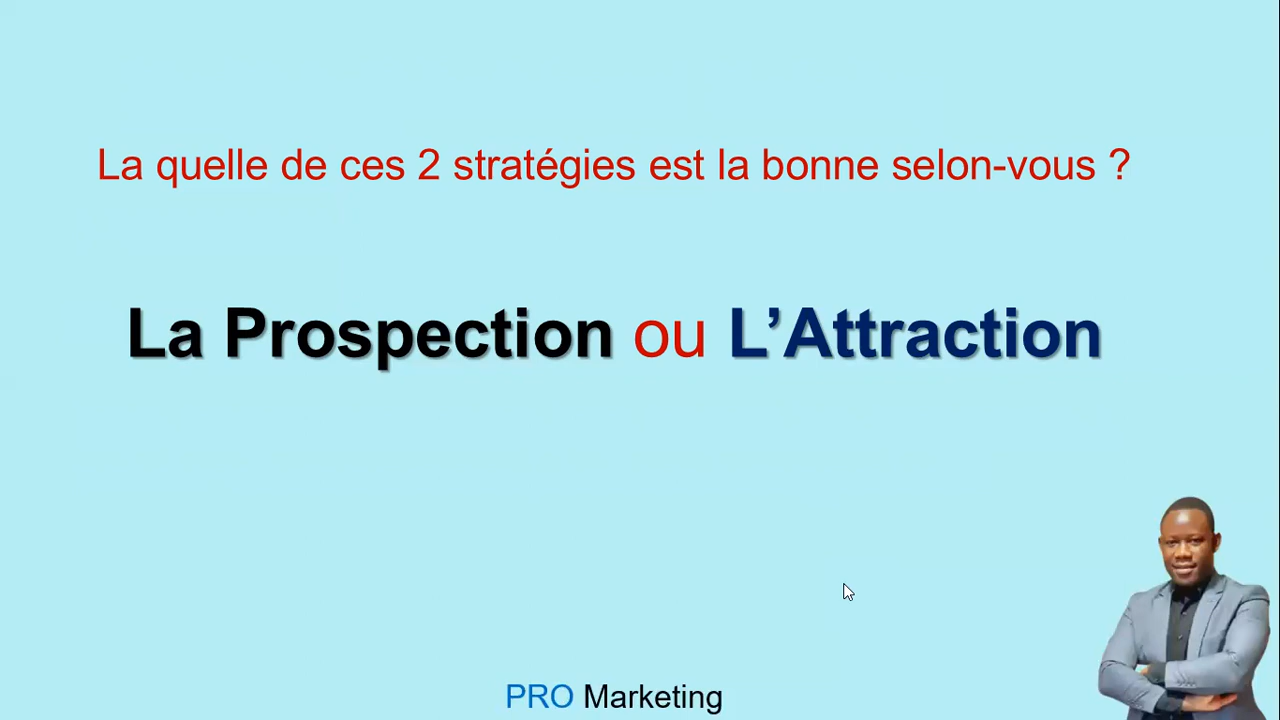 La quelle de ces 2 stratégies est la bonne selon-vous ?
La Prospection ou L’Attraction
PRO Marketing